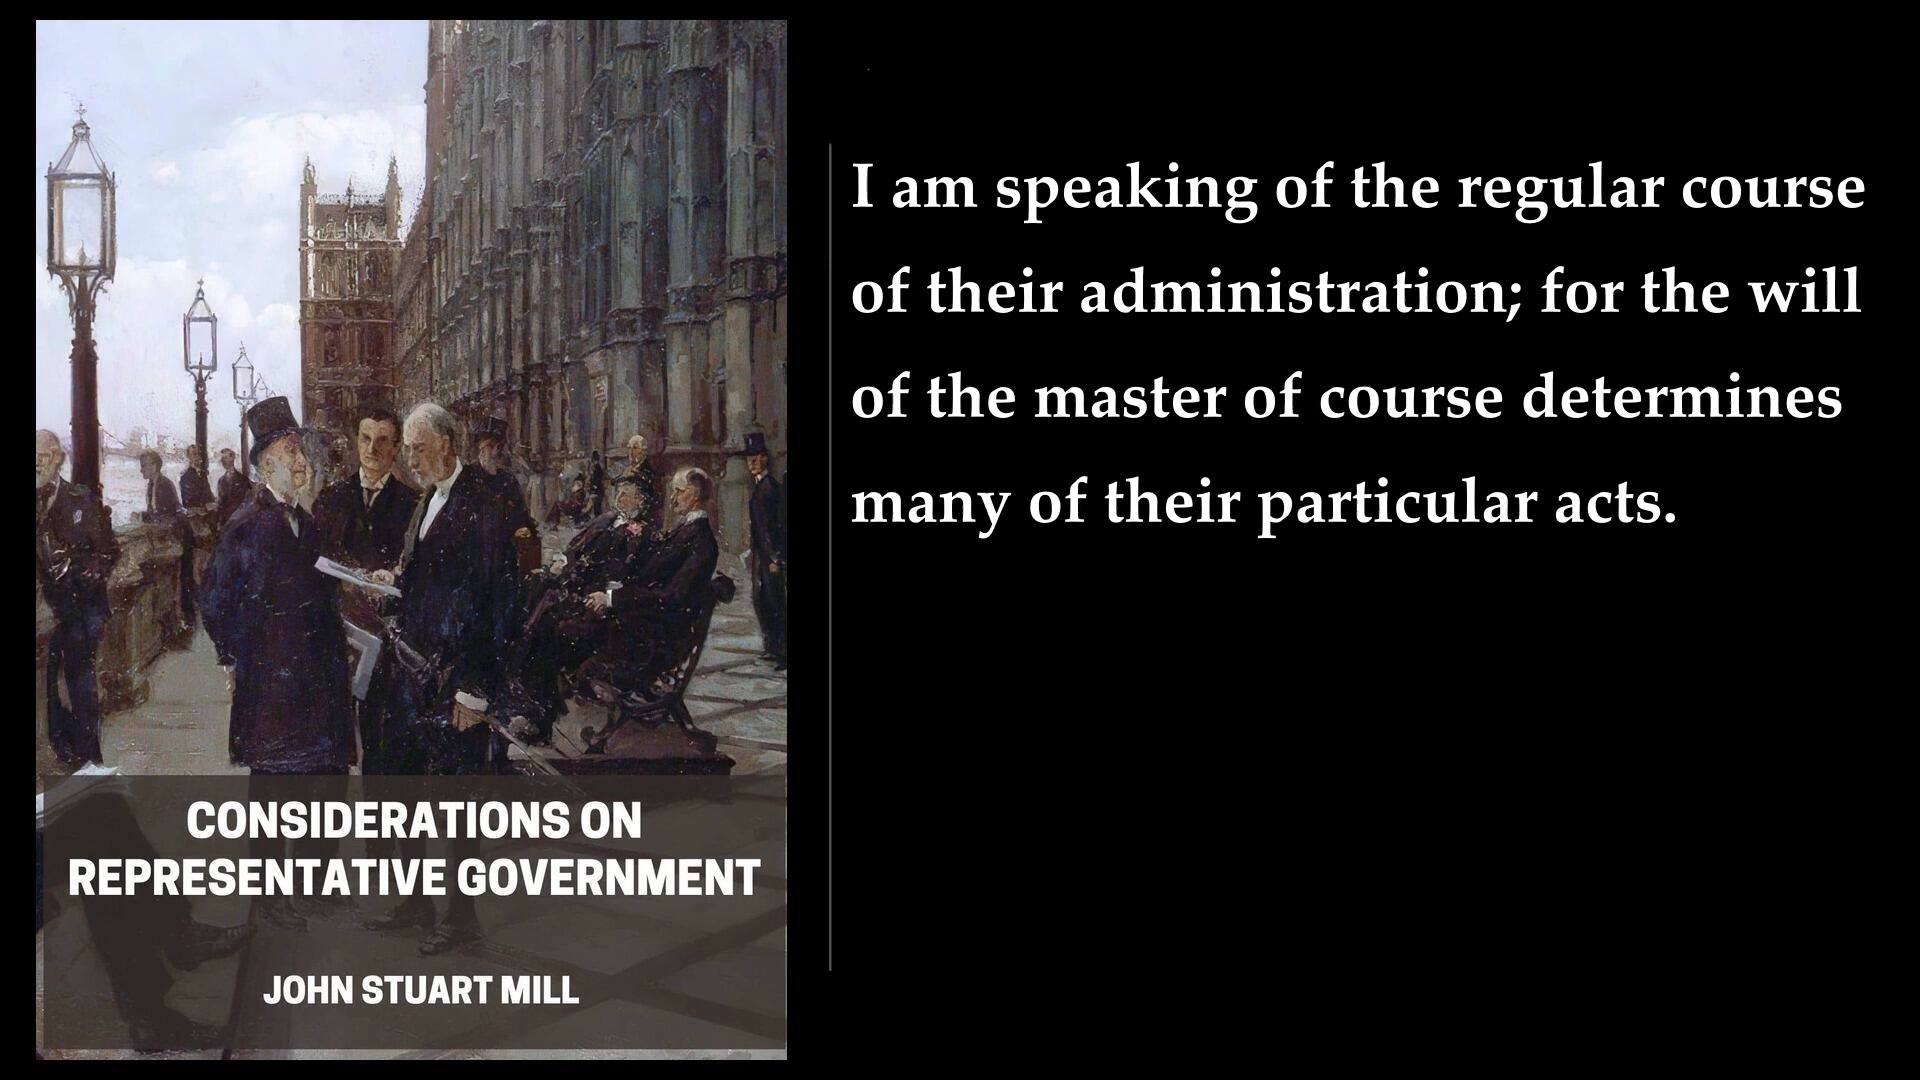 I am speaking of the regular course
of their administration; for the will
of the master of course determines
many of their particular acts.
CONSIDERATIONS ON
REPRESENTATIVE GOVERNMENT
JOHN STUART MILL